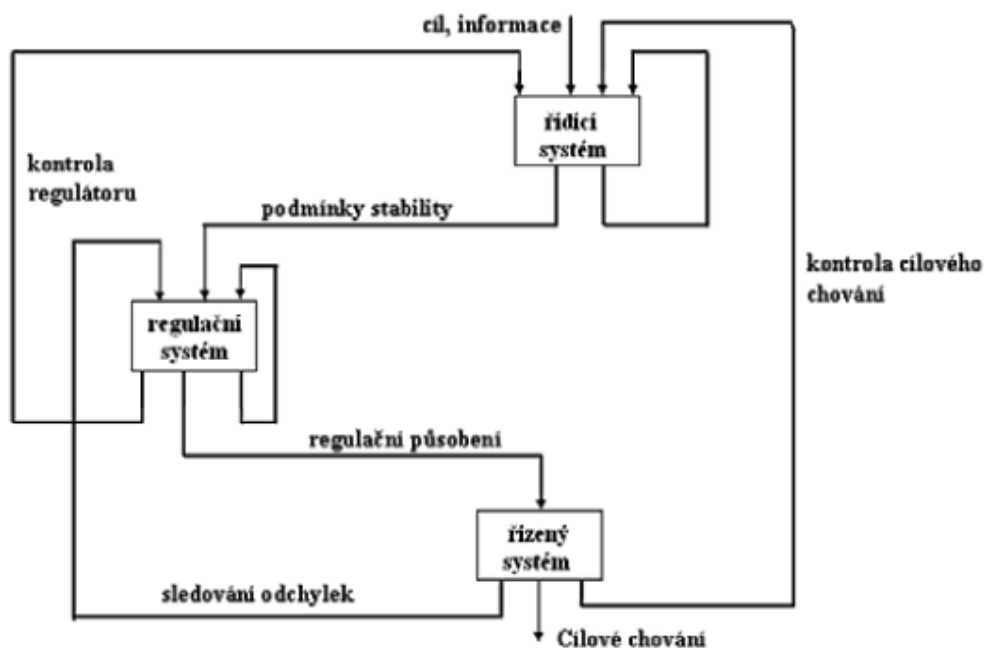 cíl, informace
řídící
systém
kontrola
regulátoru
podmínky stability
kontrola cílového
chování
regulační
systém
regulační působení
řízený
systém
sledování odchylek
Cílové chování